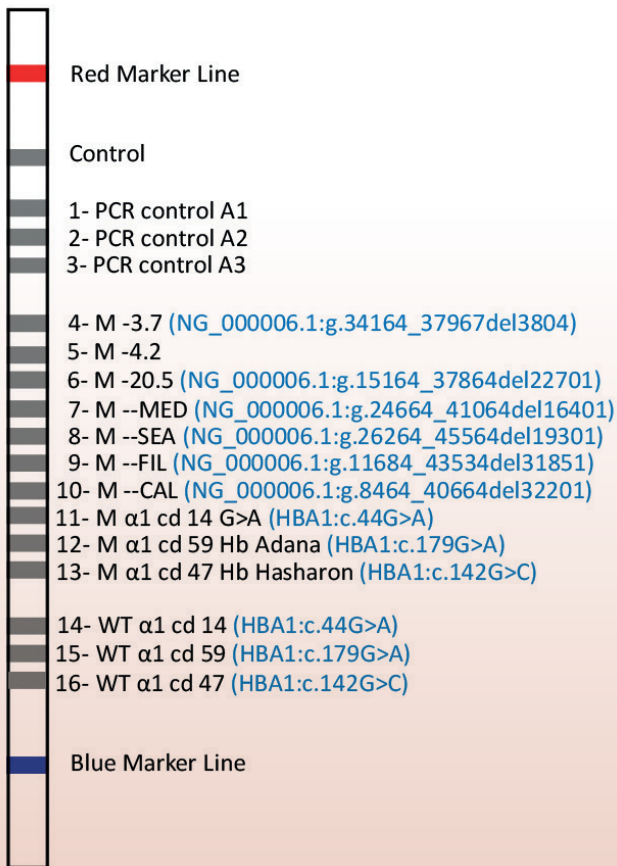 Red Marker Line
Control
1- PCR control A1
2- PCR control A2
3- PCR control A3
4- M -3.7 (NG_000006.1:g.34164_37967del3804)
5- M -4.2
6- M -20.5 (NG_000006.1:g.15164_37864del22701)
7- M --MED (NG_000006.1:g.24664_41064del16401)
8- M --SEA (NG_000006.1:g.26264_45564del19301)
9- M --FIL (NG_000006.1:g.11684_43534del31851)
10- M --CAL (NG_000006.1:g.8464_40664del32201)
11- M α1 cd 14 G>A (HBA1:c.44G>A)
12- M α1 cd 59 Hb Adana (HBA1:c.179G>A)
13- M α1 cd 47 Hb Hasharon (HBA1:c.142G>C)
14- WT α1 cd 14 (HBA1:c.44G>A)
15- WT α1 cd 59 (HBA1:c.179G>A)
16- WT α1 cd 47 (HBA1:c.142G>C)
Blue Marker Line